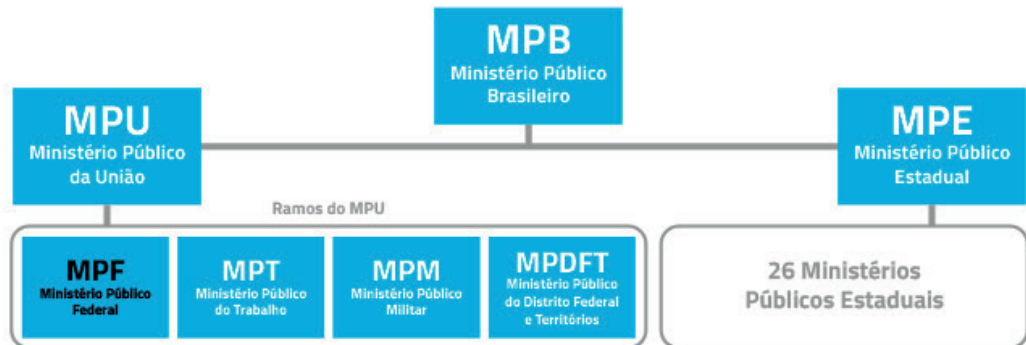 MPB
Ministério Público
Brasileiro
MPU
Ministério Público
da União
MPE
Ministério Público
Estadual
Ramos do MPU
MPF
Ministério Público
Federal
MPT
Ministério Público
do Trabalho
MPM
Ministério Público
Militar
MPDFT
Ministério Público
do Distrito Federal
e Territórios
26 Ministérios
Públicos Estaduais